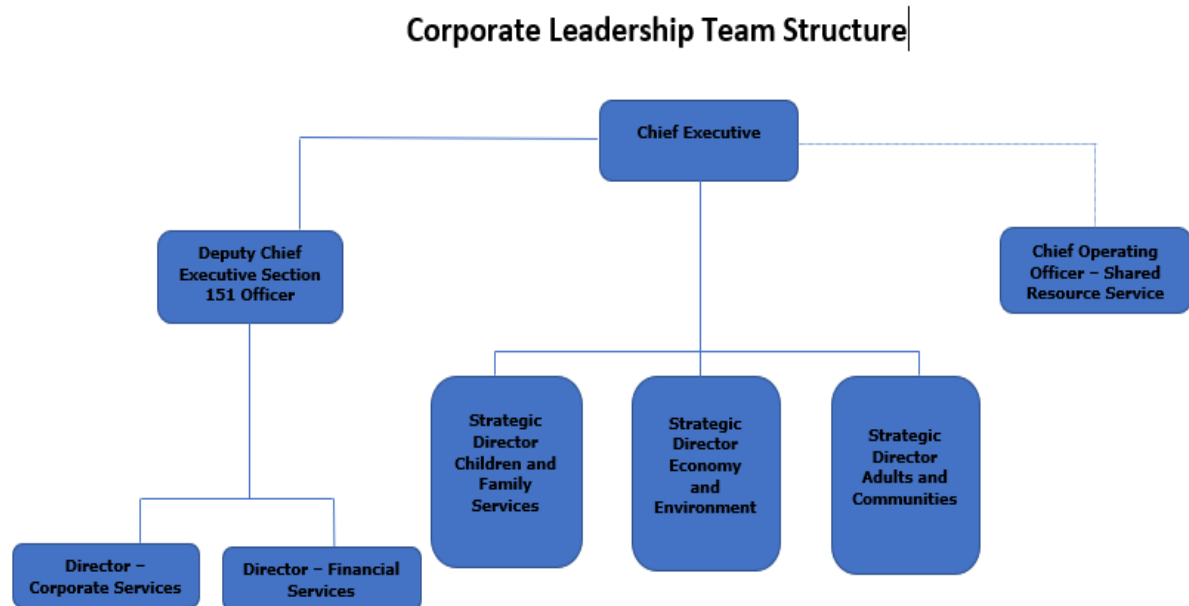 Corporate Leadership Team Structure
Chief Executive
Deputy Chief
Executive Section
151 Officer
Chief Operating
Officer – Shared
Resource Service
Strategic
Director
Children and
Family
Services
Strategic
Director
Economy
and
Environment
Strategic
Director
Adults and
Communities
Director –
Corporate Services
Director – Financial
Services